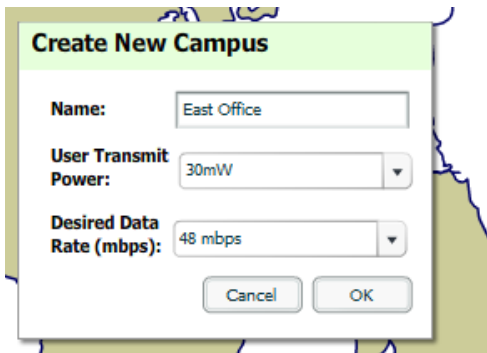 Create New Campus
Name: East Office
User Transmit
Power: 30mW
Desired Data
Rate (mbps): 48 mbps
Cancel OK